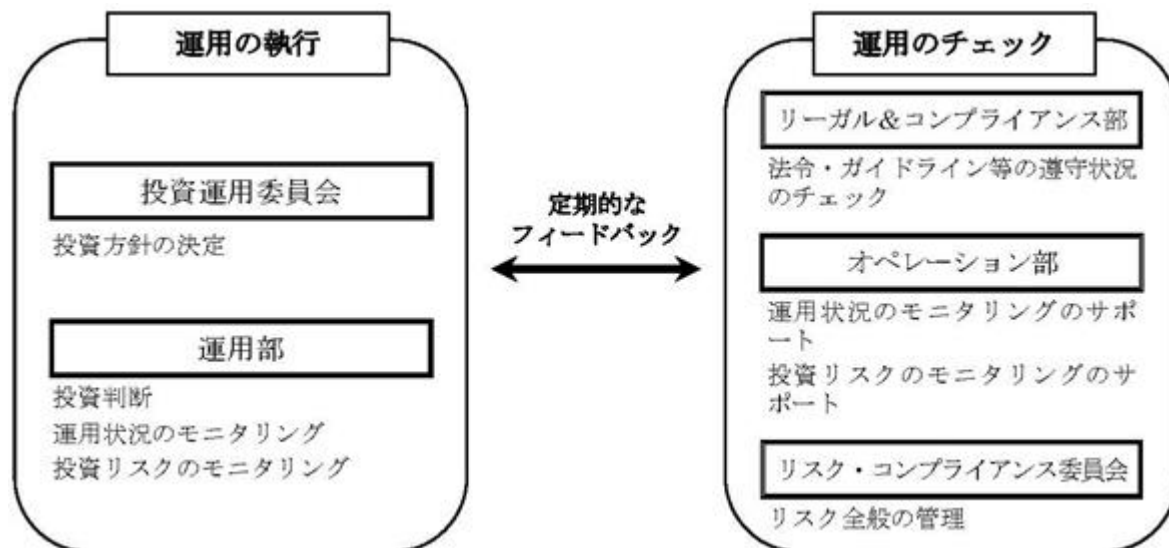 運用の執行
投資運用委員会
投資方針の決定
運用部
投資判断
運用状況のモニタリング
投資リスクのモニタリング
定期的な
フィードバック
運用のチェック
リーガル＆コンプライアンス部
法令・ガイドライン等の遵守状況
のチェック
オペレーション部
運用状況のモニタリングのサポ
ート
投資リスクのモニタリングのサ
ポート
リスク・コンプライアンス委員会
リスク全般の管理